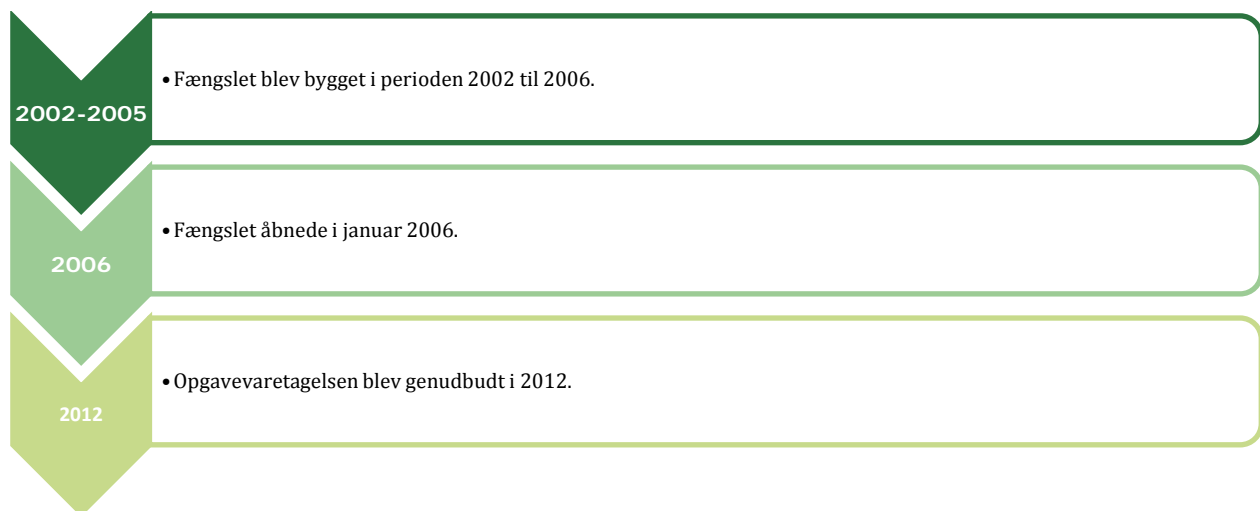 2002-2005
• Fængslet blev bygget i perioden 2002 til 2006.
2006
• Fængslet åbnede i januar 2006.
2012
• Opgavevaretagelsen blev genudbudt i 2012.